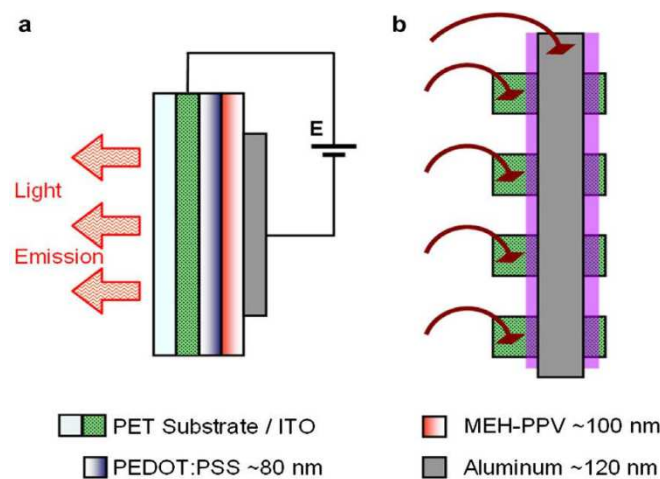 a
b
E
Light
Emission
PET Substrate / ITO
PEDOT:PSS ~80 nm
MEH-PPV ~100 nm
Aluminum ~120 nm